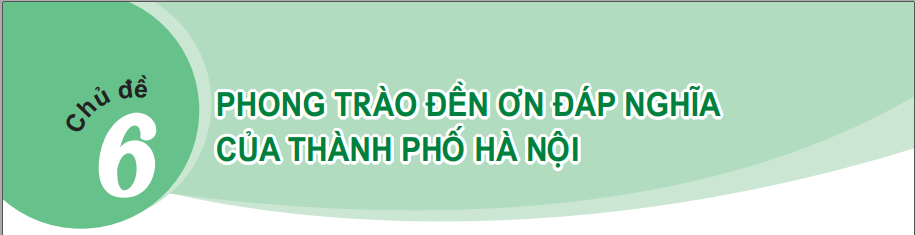 Chủ đề
6
PHONG TRÀO ĐỀN ƠN ĐÁP NGHĨA
CỦA THÀNH PHỐ HÀ NỘI